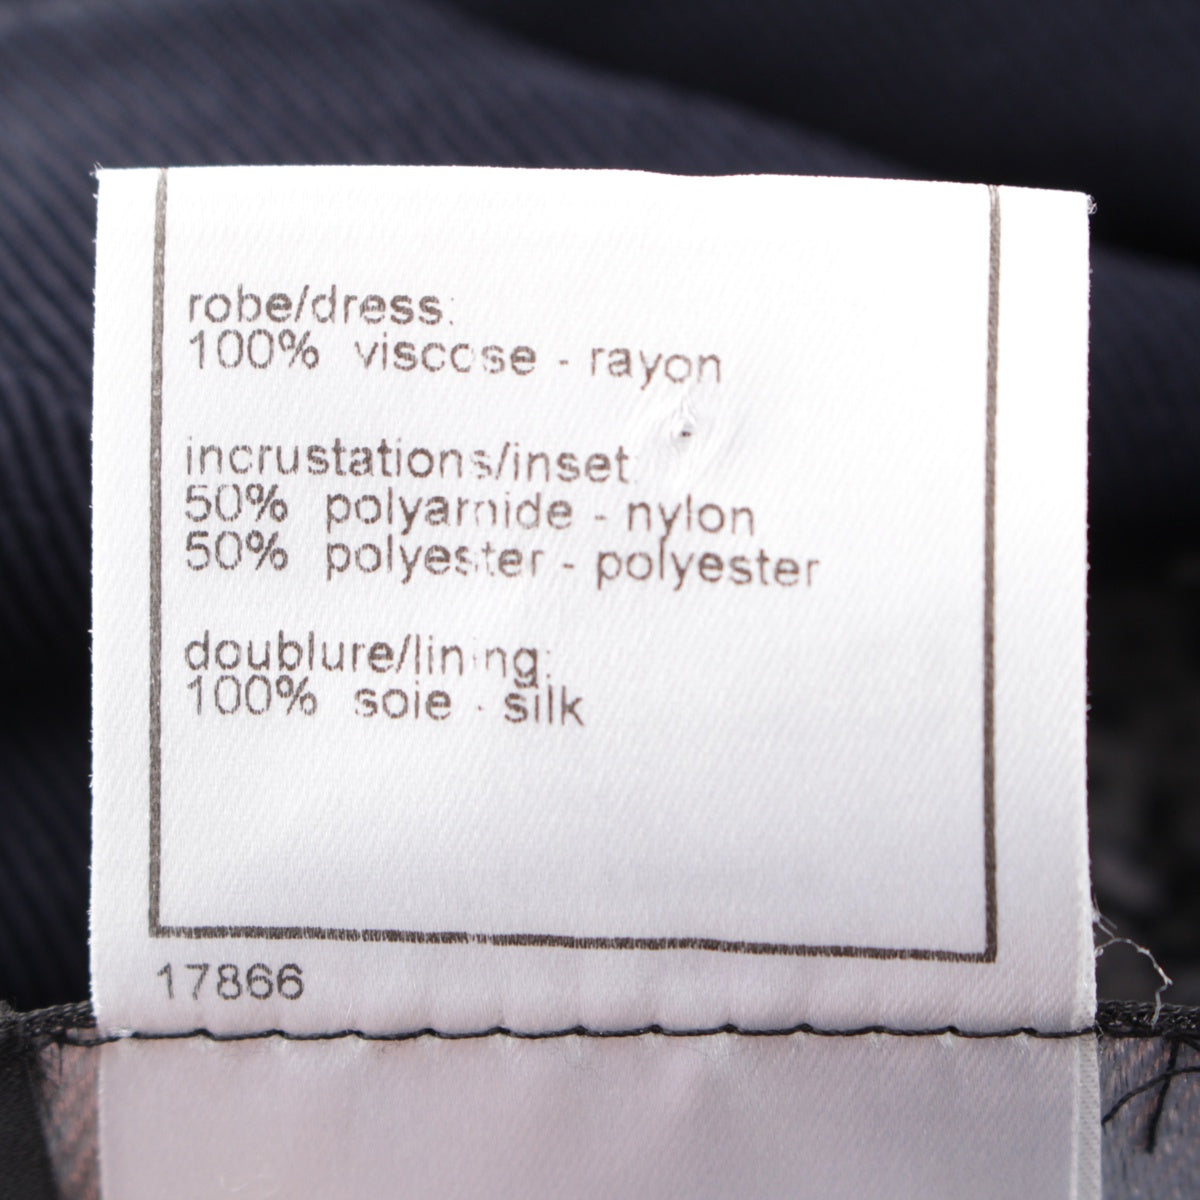 robe/dress:
100% viscose - rayon
incrustations/inset:
50% polyamide - nylon
50% polyester - polyester
doublure/lining:
100% soie - silk
17866